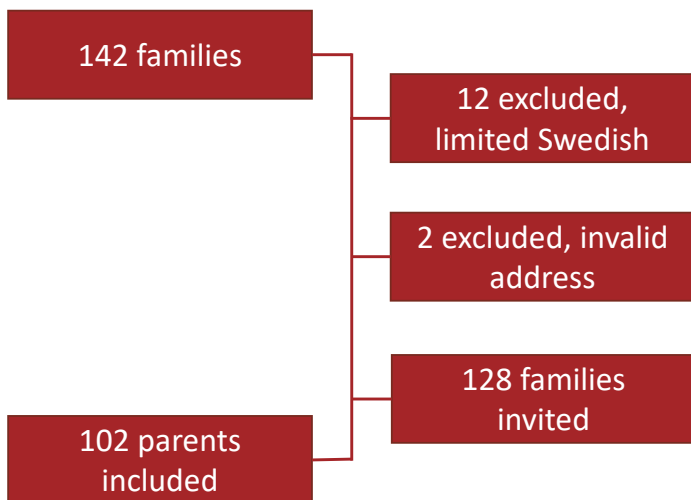 142 families
12 excluded,
limited Swedish
2 excluded, invalid
address
128 families
invited
102 parents
included